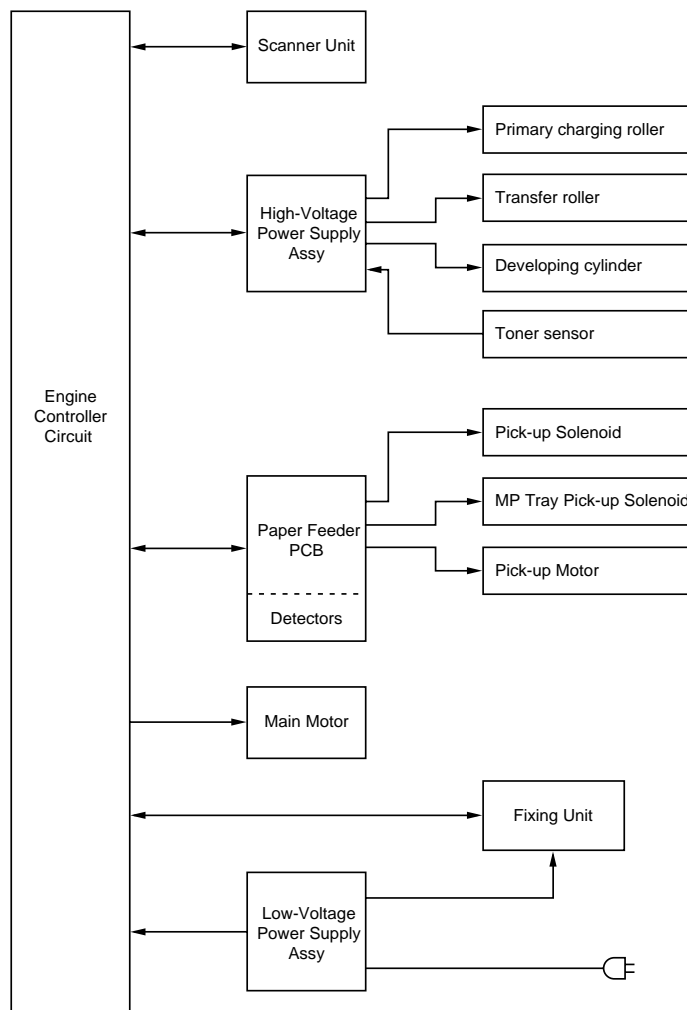 Scanner Unit
Primary charging roller
High-Voltage
Power Supply
Assy
Transfer roller
Developing cylinder
Toner sensor
Engine
Controller
Circuit
Pick-up Solenoid
Paper Feeder
PCB
MP Tray Pick-up Solenoid
Pick-up Motor
Detectors
Main Motor
Fixing Unit
Low-Voltage
Power Supply
Assy